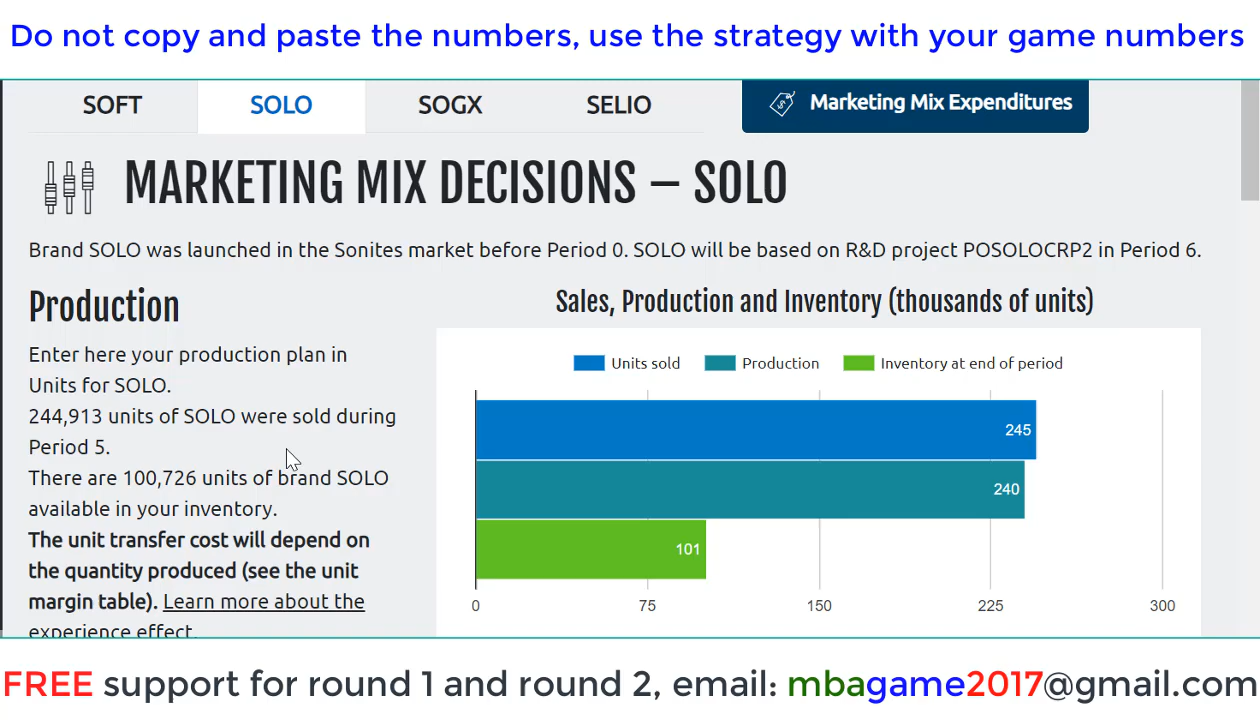 Do not copy and paste the numbers, use the strategy with your game numbers
SOFT SOLO SOGX SELIO Marketing Mix Expenditures
MARKETING MIX DECISIONS – SOLO
Brand SOLO was launched in the Sonites market before Period 0. SOLO will be based on R&D project POSOLOCRP2 in Period 6.
Production
Enter here your production plan in
Units for SOLO.
244,913 units of SOLO were sold during
Period 5.
There are 100,726 units of brand SOLO
available in your inventory.
The unit transfer cost will depend on
the quantity produced (see the unit
margin table). Learn more about the
experience effect.
Sales, Production and Inventory (thousands of units)
Units sold Production Inventory at end of period
245
240
101
0 75 150 225 300
FREE support for round 1 and round 2, email: mbagame2017@gmail.com